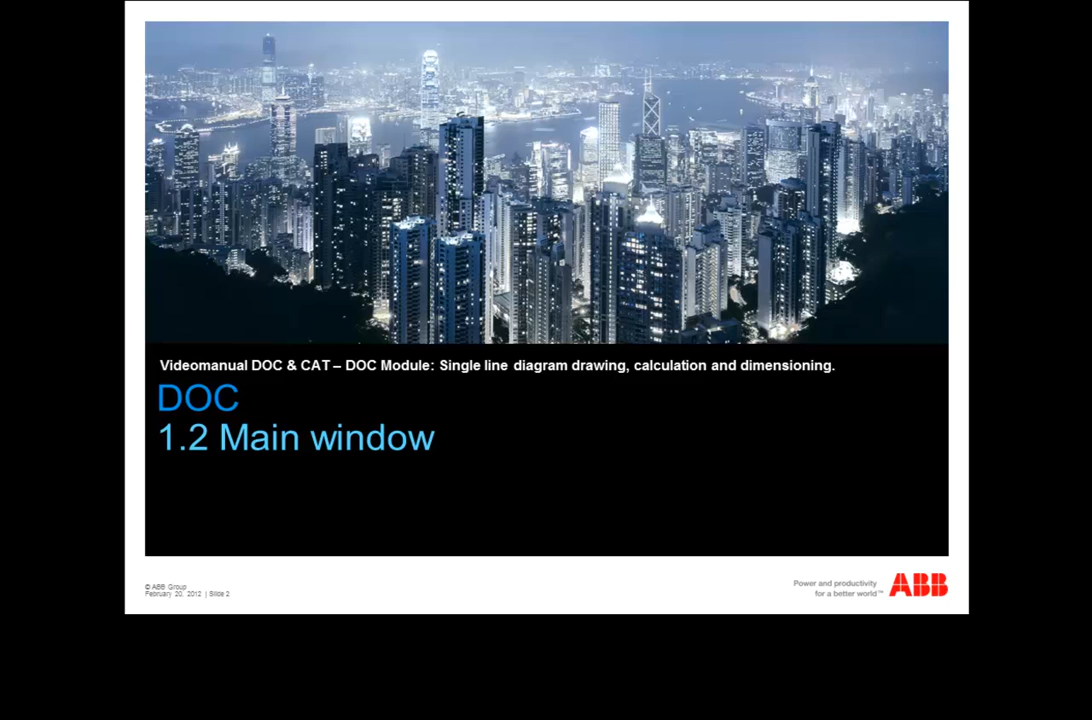 Videomanual DOC & CAT – DOC Module: Single line diagram drawing, calculation and dimensioning.
DOC
1.2 Main window
© ABB Group
February 20, 2012 | Slide 2
Power and productivity
for a better world™
ABB